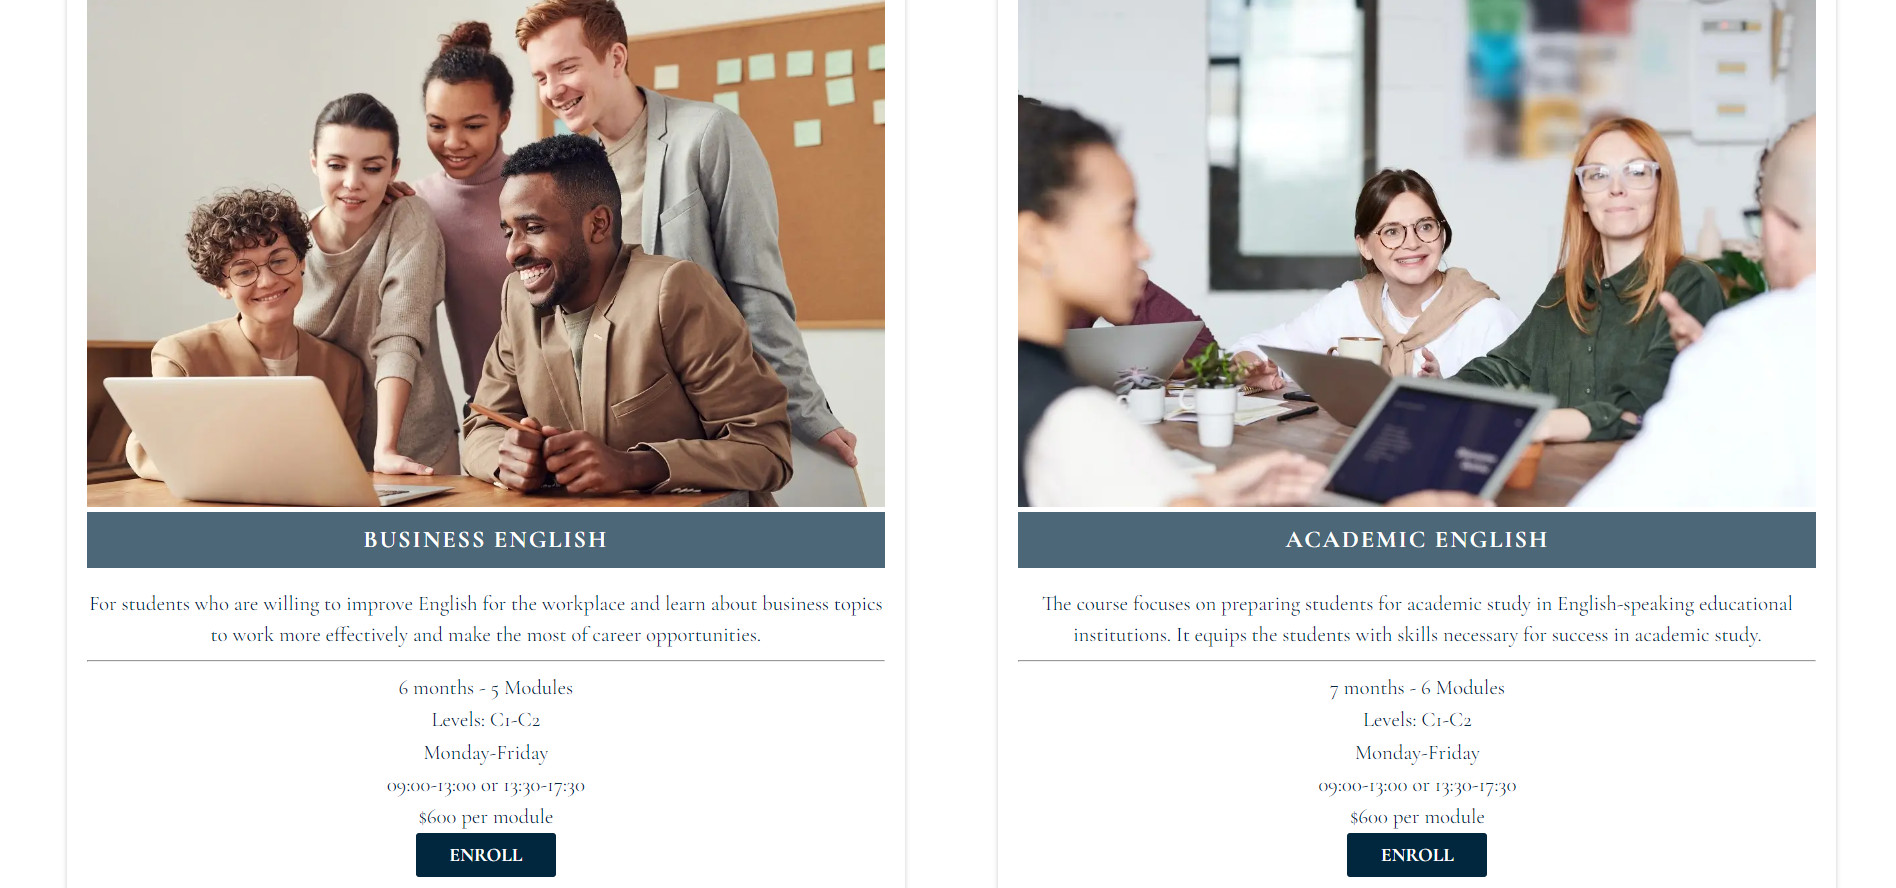 BUSINESS ENGLISH
For students who are willing to improve English for the workplace and learn about business topics
to work more effectively and make the most of career opportunities.
6 months - 5 Modules
Levels: C1-C2
Monday-Friday
09:00-13:00 or 13:30-17:30
$600 per module
ENROLL
ACADEMIC ENGLISH
The course focuses on preparing students for academic study in English-speaking educational
institutions. It equips the students with skills necessary for success in academic study.
7 months - 6 Modules
Levels: C1-C2
Monday-Friday
09:00-13:00 or 13:30-17:30
$600 per module
ENROLL